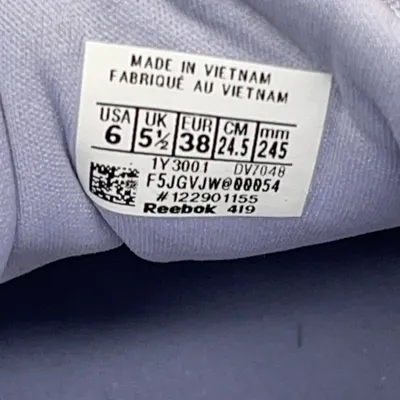 MADE IN VIETNAM
FABRIQUÉ AU VIETNAM
USA UK EUR CM mm
6 5½ 38 24.5 245
1Y3001 DV7048
F5JGVJW@00054
#122901155
Reebok 419